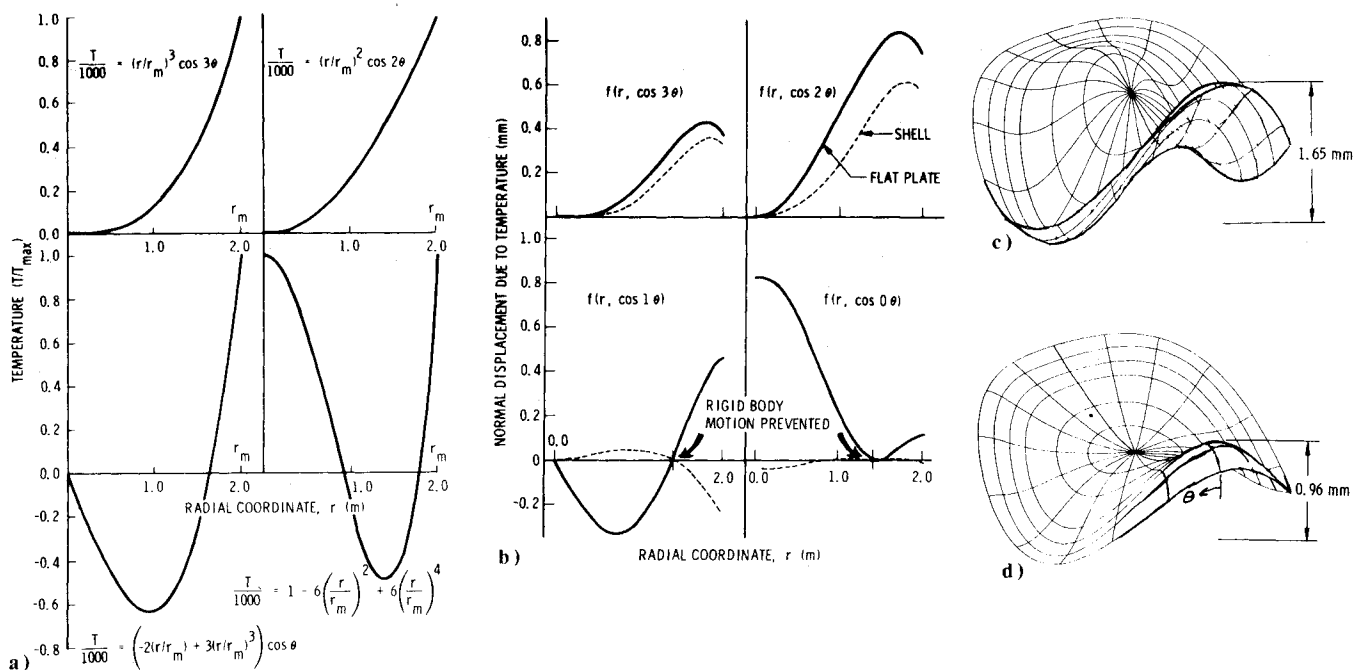 TEMPERATURE (T/T_max)
1.0
0.8
0.6
0.4
0.2
0.0
T/1000 = (r/r_m)^3 cos 3θ
T/1000 = (r/r_m)^2 cos 2θ
r_m
r_m
1.0
2.0
1.0
2.0
1.0
0.8
0.6
0.4
0.2
0.0
-0.2
-0.4
-0.6
-0.8
r_m
r_m
1.0
2.0
1.0
2.0
RADIAL COORDINATE, r (m)
T/1000 = 1 - 6(r/r_m)^2 + 6(r/r_m)^4
T/1000 = (-2(r/r_m) + 3(r/r_m)^3) cos θ
a)
NORMAL DISPLACEMENT DUE TO TEMPERATURE (mm)
0.8
0.6
0.4
0.2
0
f(r, cos 3θ)
f(r, cos 2θ)
SHELL
FLAT PLATE
1.0
2.0
1.0
2.0
1.0
0.8
0.6
0.4
0.2
0
-0.2
f(r, cos 1θ)
f(r, cos 0θ)
RIGID BODY
MOTION PREVENTED
0.0
2.0
0.0
1.0
2.0
b)
RADIAL COORDINATE, r (m)
1.65 mm
c)
0.96 mm
θ
d)